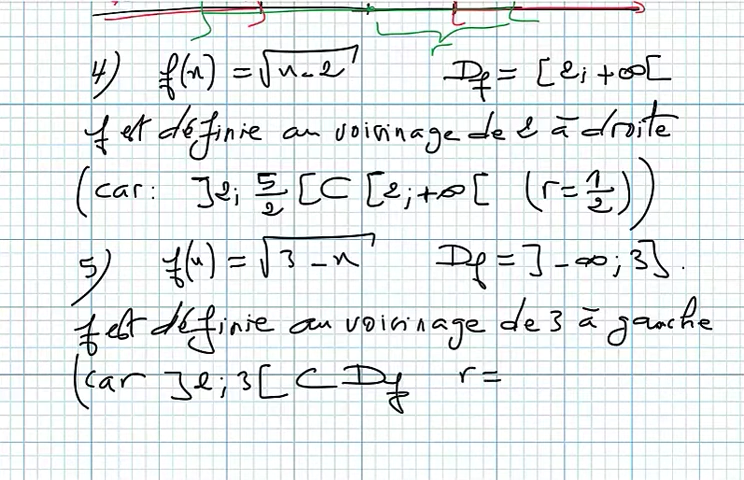 4) f(x) = √x-2 Df = [2; +∞[
f est définie au voisinage de 2 à droite
(car: ]2; 5/2 [ ⊂ [2; +∞[ (r = 1/2))
5) f(x) = √3-x Df = ]-∞; 3].
f est définie au voisinage de 3 à gauche
(car ]2; 3[ ⊂ Df r =